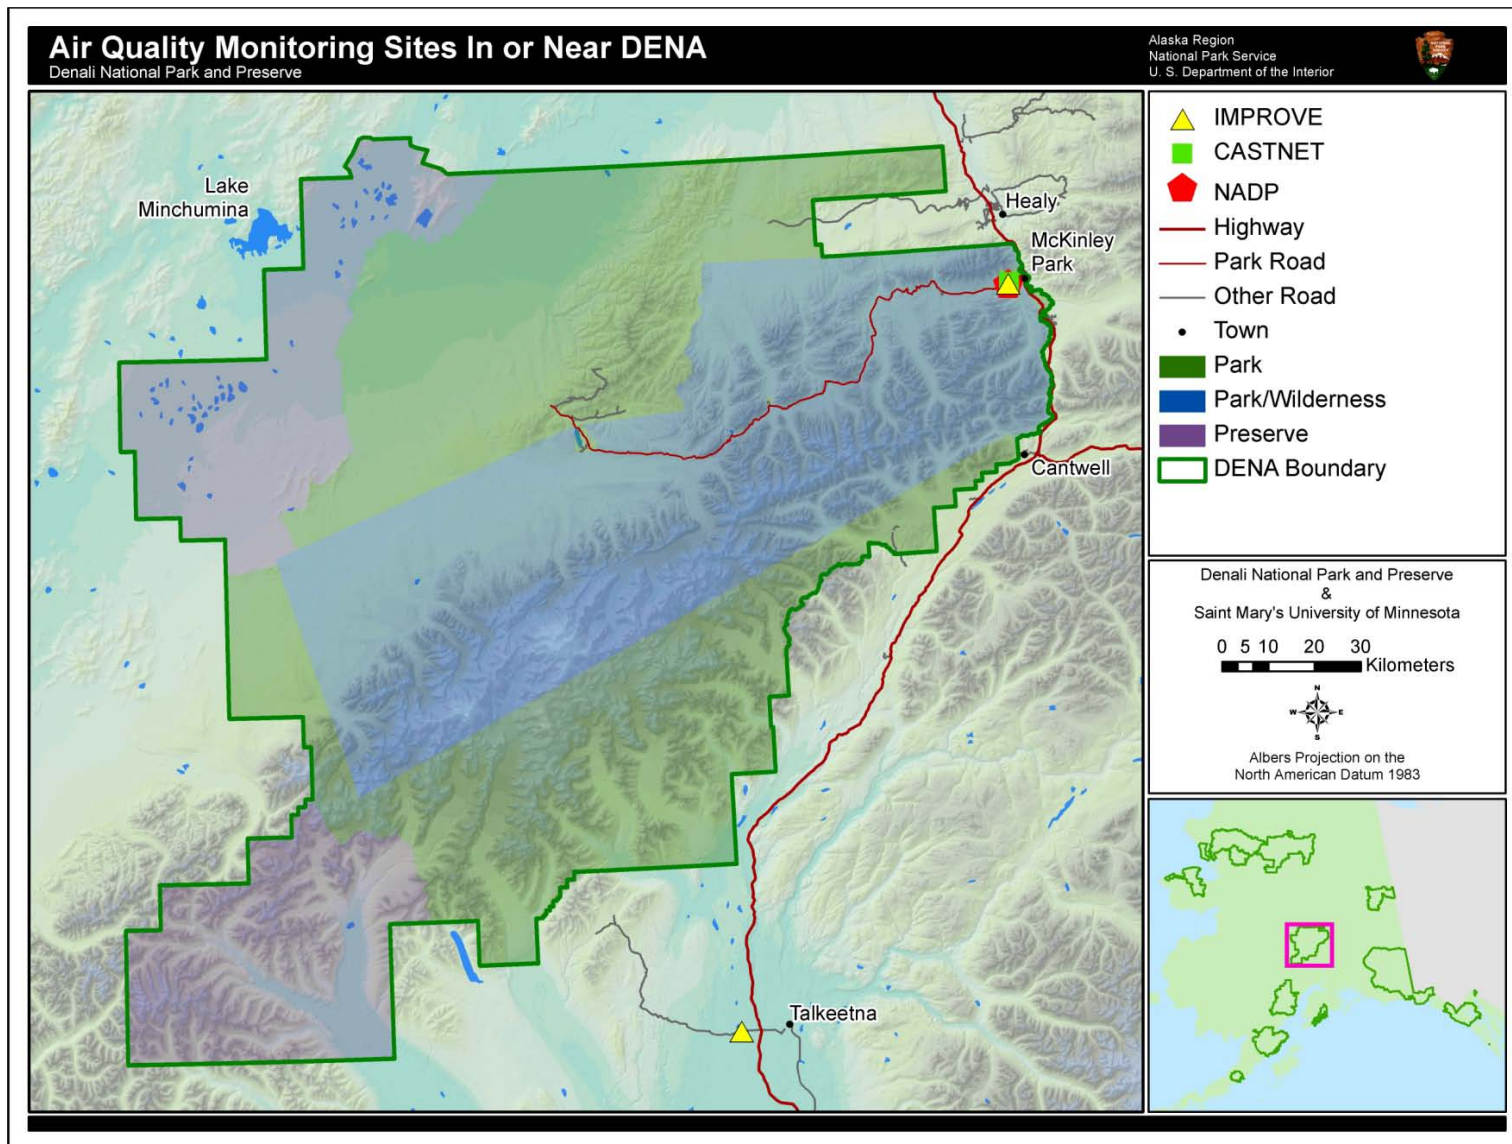 Air Quality Monitoring Sites In or Near DENA
Denali National Park and Preserve
Alaska Region
National Park Service
U. S. Department of the Interior
Lake
Minchumina
Healy
McKinley
Park
Cantwell
Talkeetna
IMPROVE
CASTNET
NADP
Highway
Park Road
Other Road
Town
Park
Park/Wilderness
Preserve
DENA Boundary
Denali National Park and Preserve
&
Saint Mary's University of Minnesota
0 5 10 20 30
Kilometers
N
W E
S
Albers Projection on the
North American Datum 1983